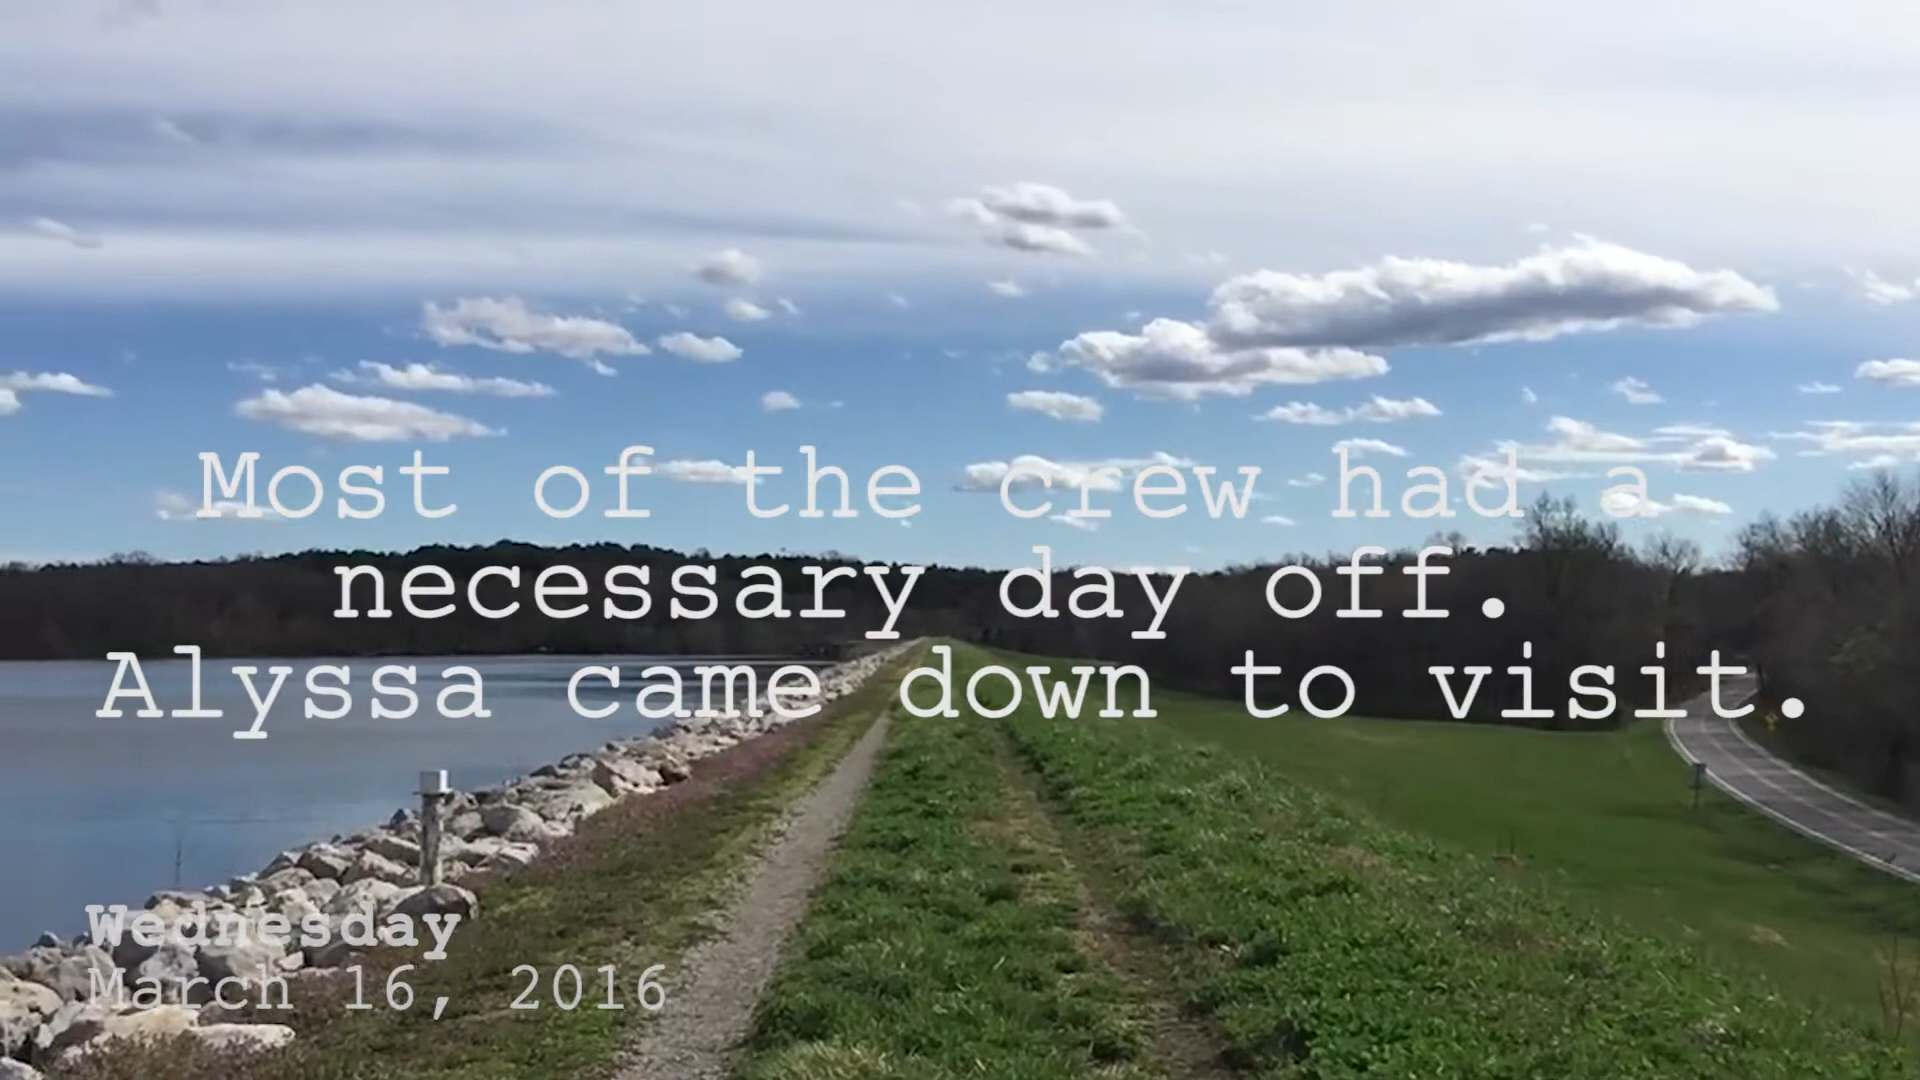 Most of the crew had a
necessary day off.
Alyssa came down to visit.
Wednesday
March 16, 2016